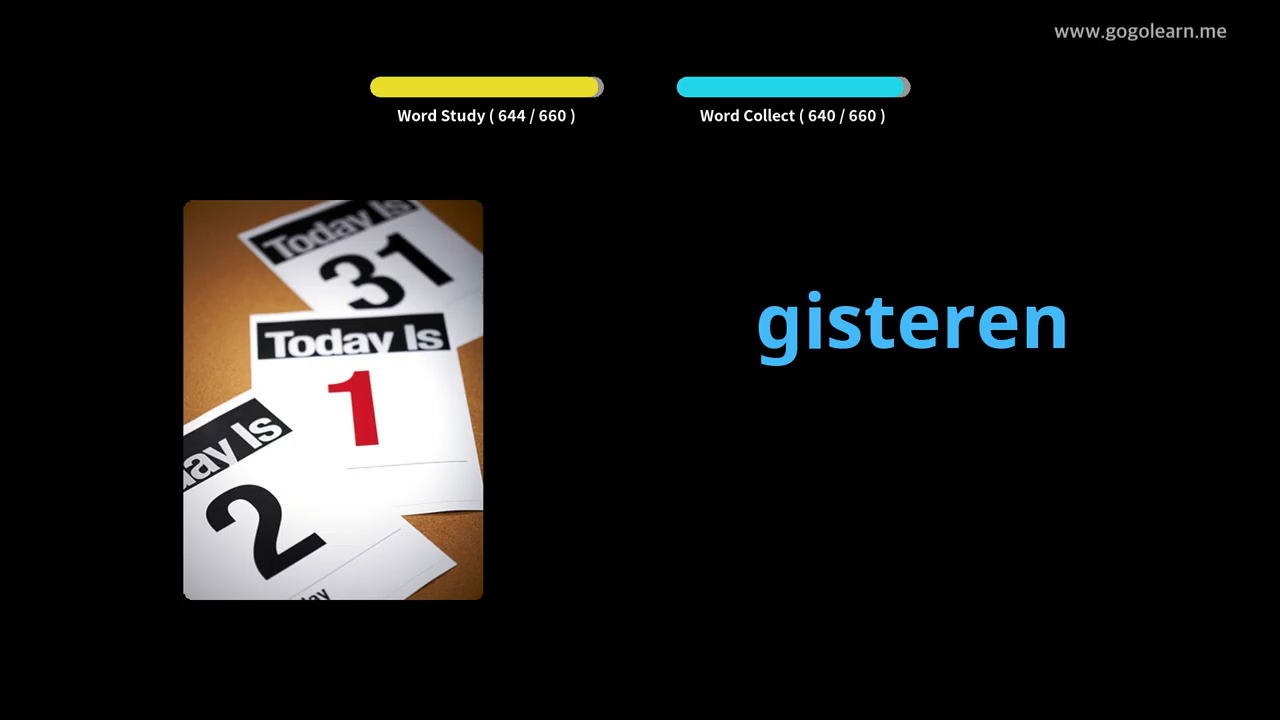 www.gogolearn.me
Word Study ( 644 / 660 )
Word Collect ( 640 / 660 )
Today Is
31
Today Is
1
ay Is
2
gisteren